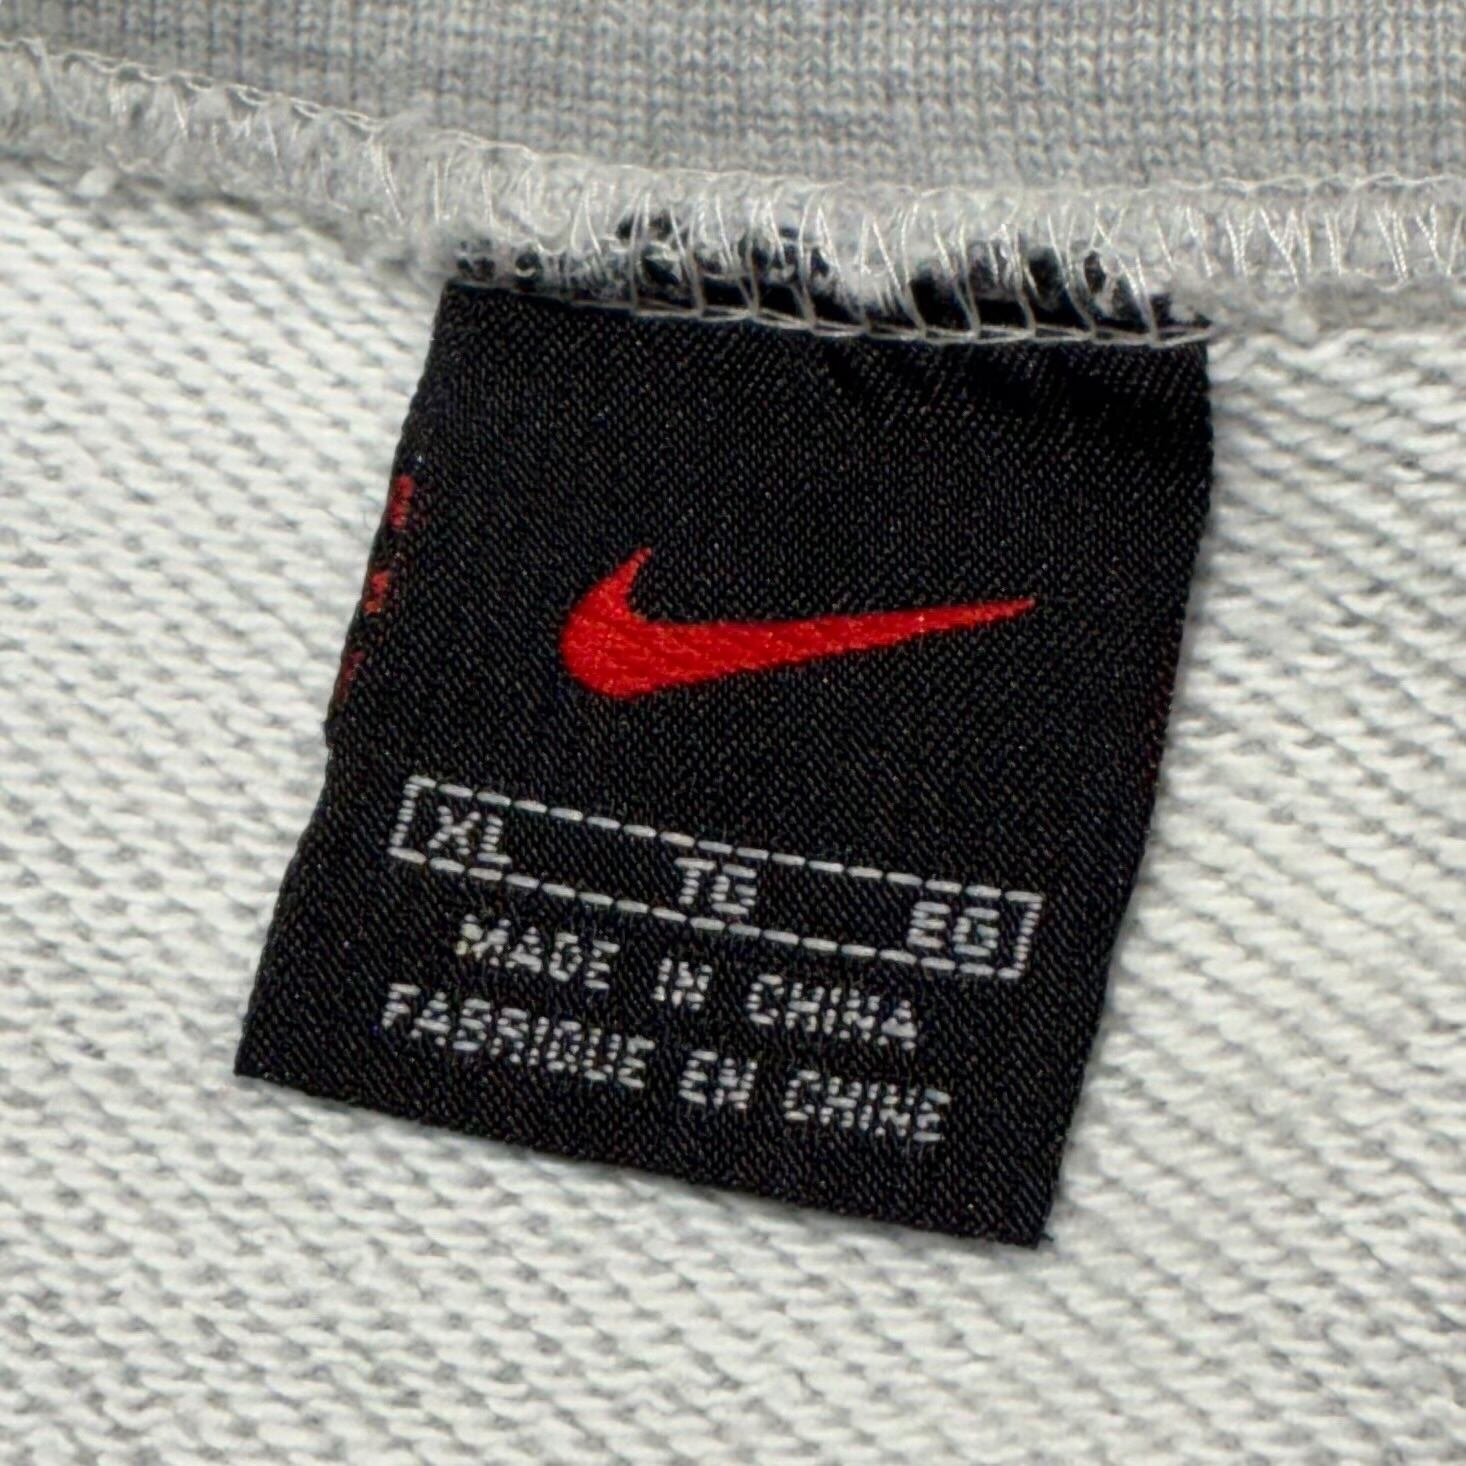 XL TG EG
MADE IN CHINA
FABRIQUE EN CHINE